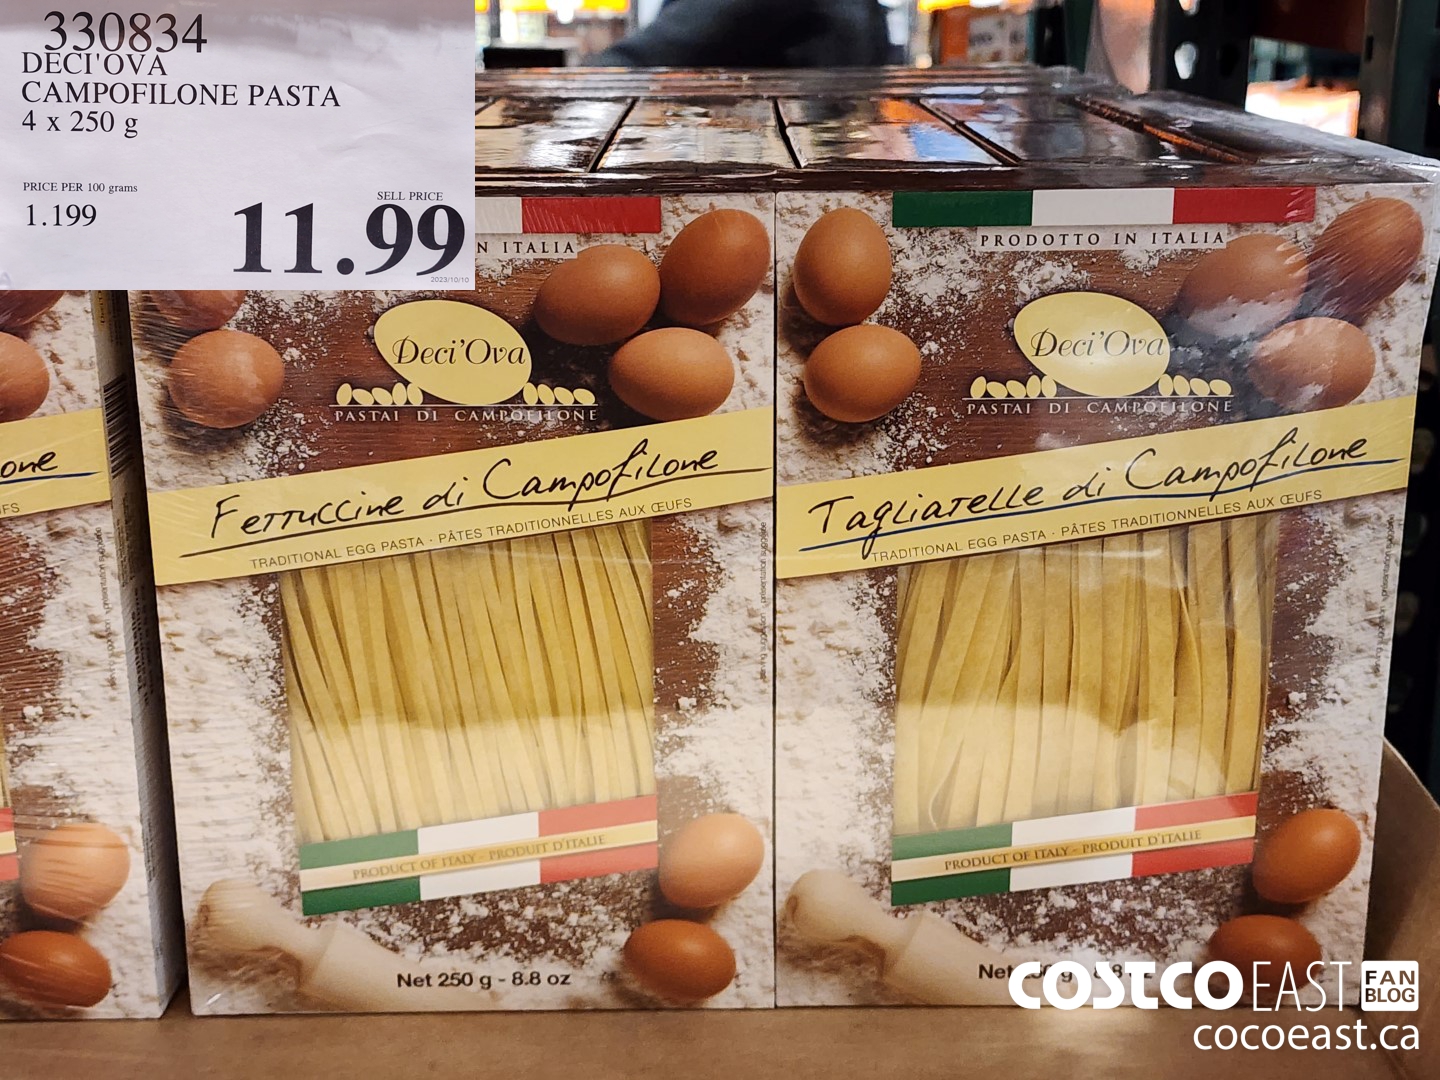 330834
DECI'OVA
CAMPOFILONE PASTA
4 x 250 g
PRICE PER 100 grams
1.199
SELL PRICE
11.99
2023/10/10
N ITALIA
PRODOTTO IN ITALIA
Deci'Ova
PASTAI DI CAMPOFILONE
Deci'Ova
PASTAI DI CAMPOFILONE
one
Fettuccine di Campofilone
TRADITIONAL EGG PASTA · PÂTES TRADITIONNELLES AUX ŒUFS
Tagliatelle di Campofilone
TRADITIONAL EGG PASTA · PÂTES TRADITIONNELLES AUX ŒUFS
PRODUCT OF ITALY - PRODUIT D'ITALIE
PRODUCT OF ITALY - PRODUIT D'ITALIE
Net 250 g - 8.8 oz
Net
COSTCO EAST FAN BLOG
cocoeast.ca